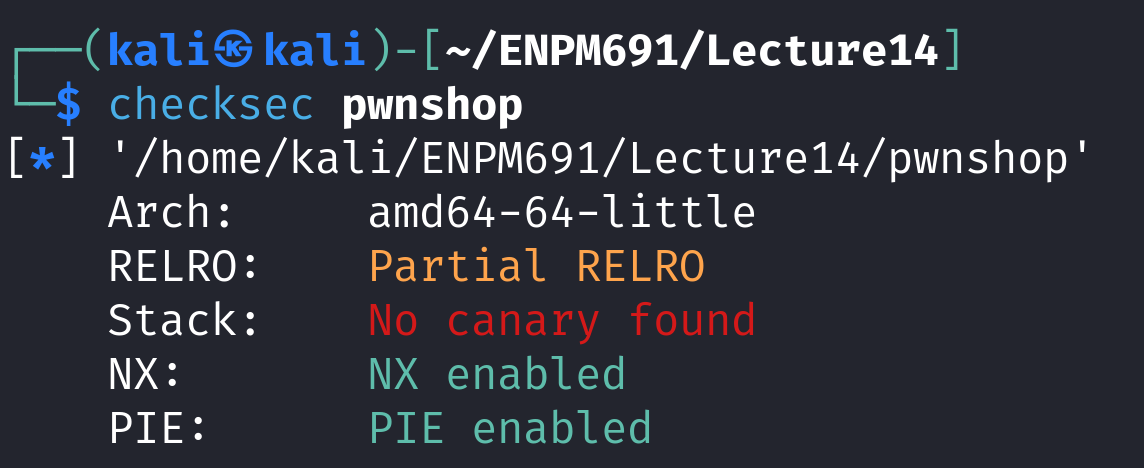 ┌──(kali㉿kali)-[~/ENPM691/Lecture14]
└─$ checksec pwnshop
[*] '/home/kali/ENPM691/Lecture14/pwnshop'
Arch: amd64-64-little
RELRO: Partial RELRO
Stack: No canary found
NX: NX enabled
PIE: PIE enabled